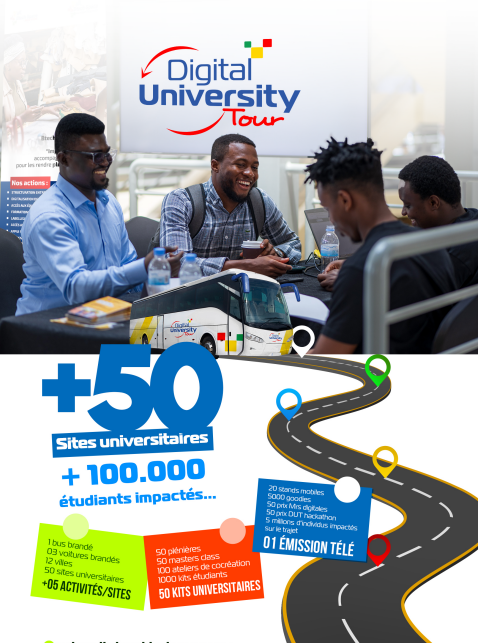 Digital
University
Tour
Nos actions :
Digital
University
Tour
+50
Sites universitaires
+ 100.000
étudiants impactés...
20 stands mobiles
5000 goodies
50 prix Mrs digitales
50 prix DUT hackathon
5 millions d'individus impactés
sur le trajet
01 ÉMISSION TÉLÉ
1 bus brandé
03 voitures brandés
12 villes
50 sites universitaires
+05 ACTIVITÉS/SITES
50 plénières
50 masters class
100 ateliers de cocréation
1000 kits étudiants
50 KITS UNIVERSITAIRES